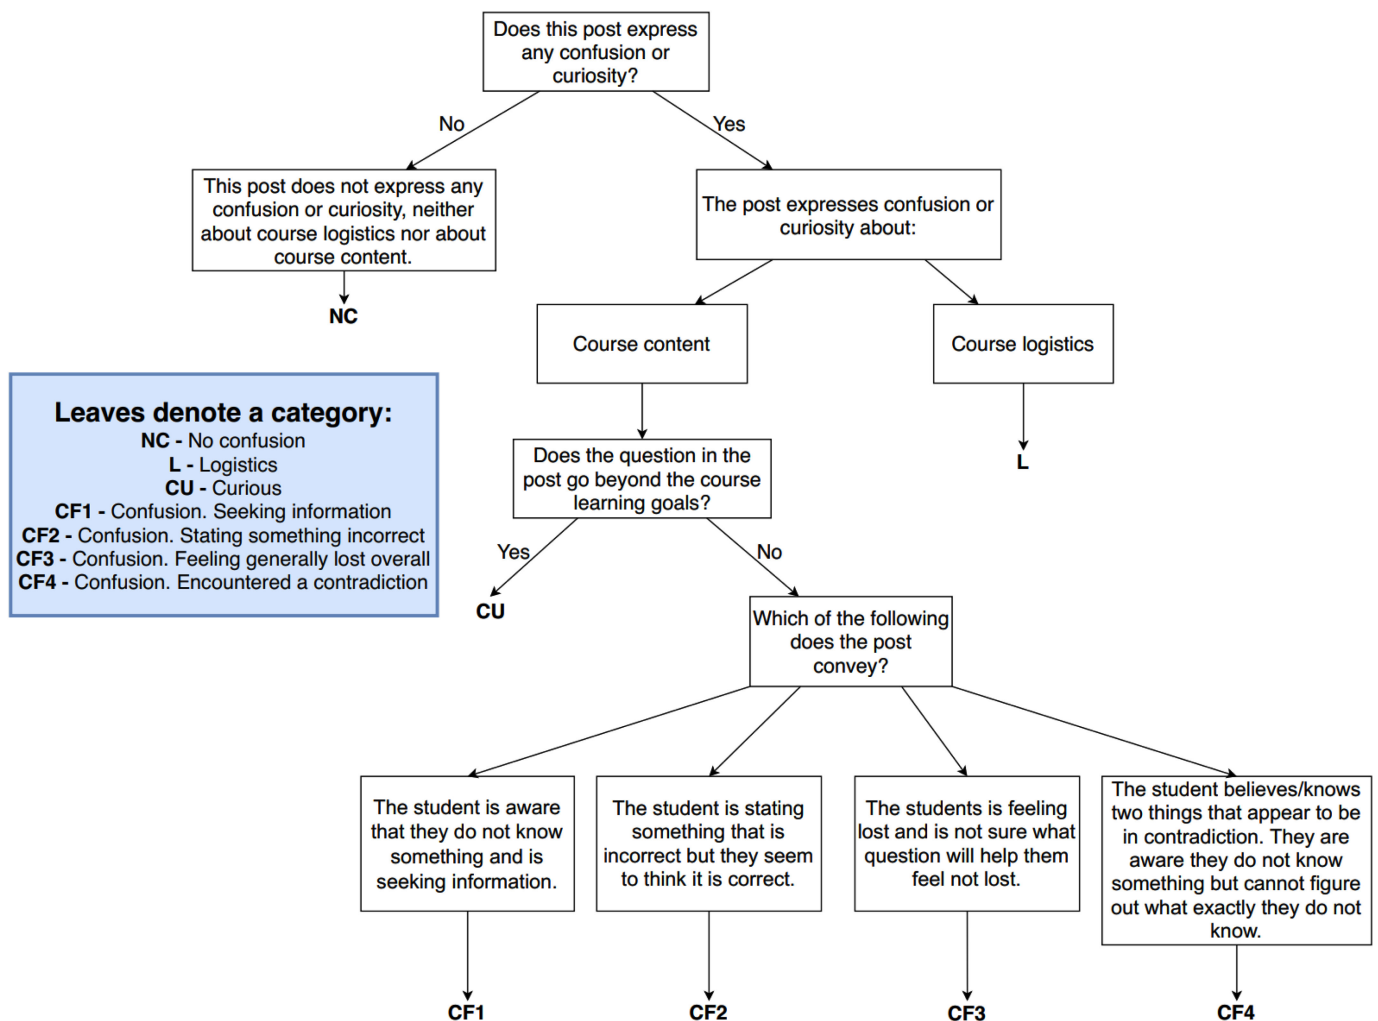 Does this post express
any confusion or
curiosity?
No
Yes
This post does not express any
confusion or curiosity, neither
about course logistics nor about
course content.
The post expresses confusion or
curiosity about:
NC
Course content
Course logistics
Leaves denote a category:
NC - No confusion
L - Logistics
CU - Curious
CF1 - Confusion. Seeking information
CF2 - Confusion. Stating something incorrect
CF3 - Confusion. Feeling generally lost overall
CF4 - Confusion. Encountered a contradiction
Does the question in the
post go beyond the course
learning goals?
L
Yes
No
CU
Which of the following
does the post
convey?
The student is aware
that they do not know
something and is
seeking information.
The student is stating
something that is
incorrect but they seem
to think it is correct.
The students is feeling
lost and is not sure what
question will help them
feel not lost.
The student believes/knows
two things that appear to be
in contradiction. They are
aware they do not know
something but cannot figure
out what exactly they do not
know.
CF1
CF2
CF3
CF4